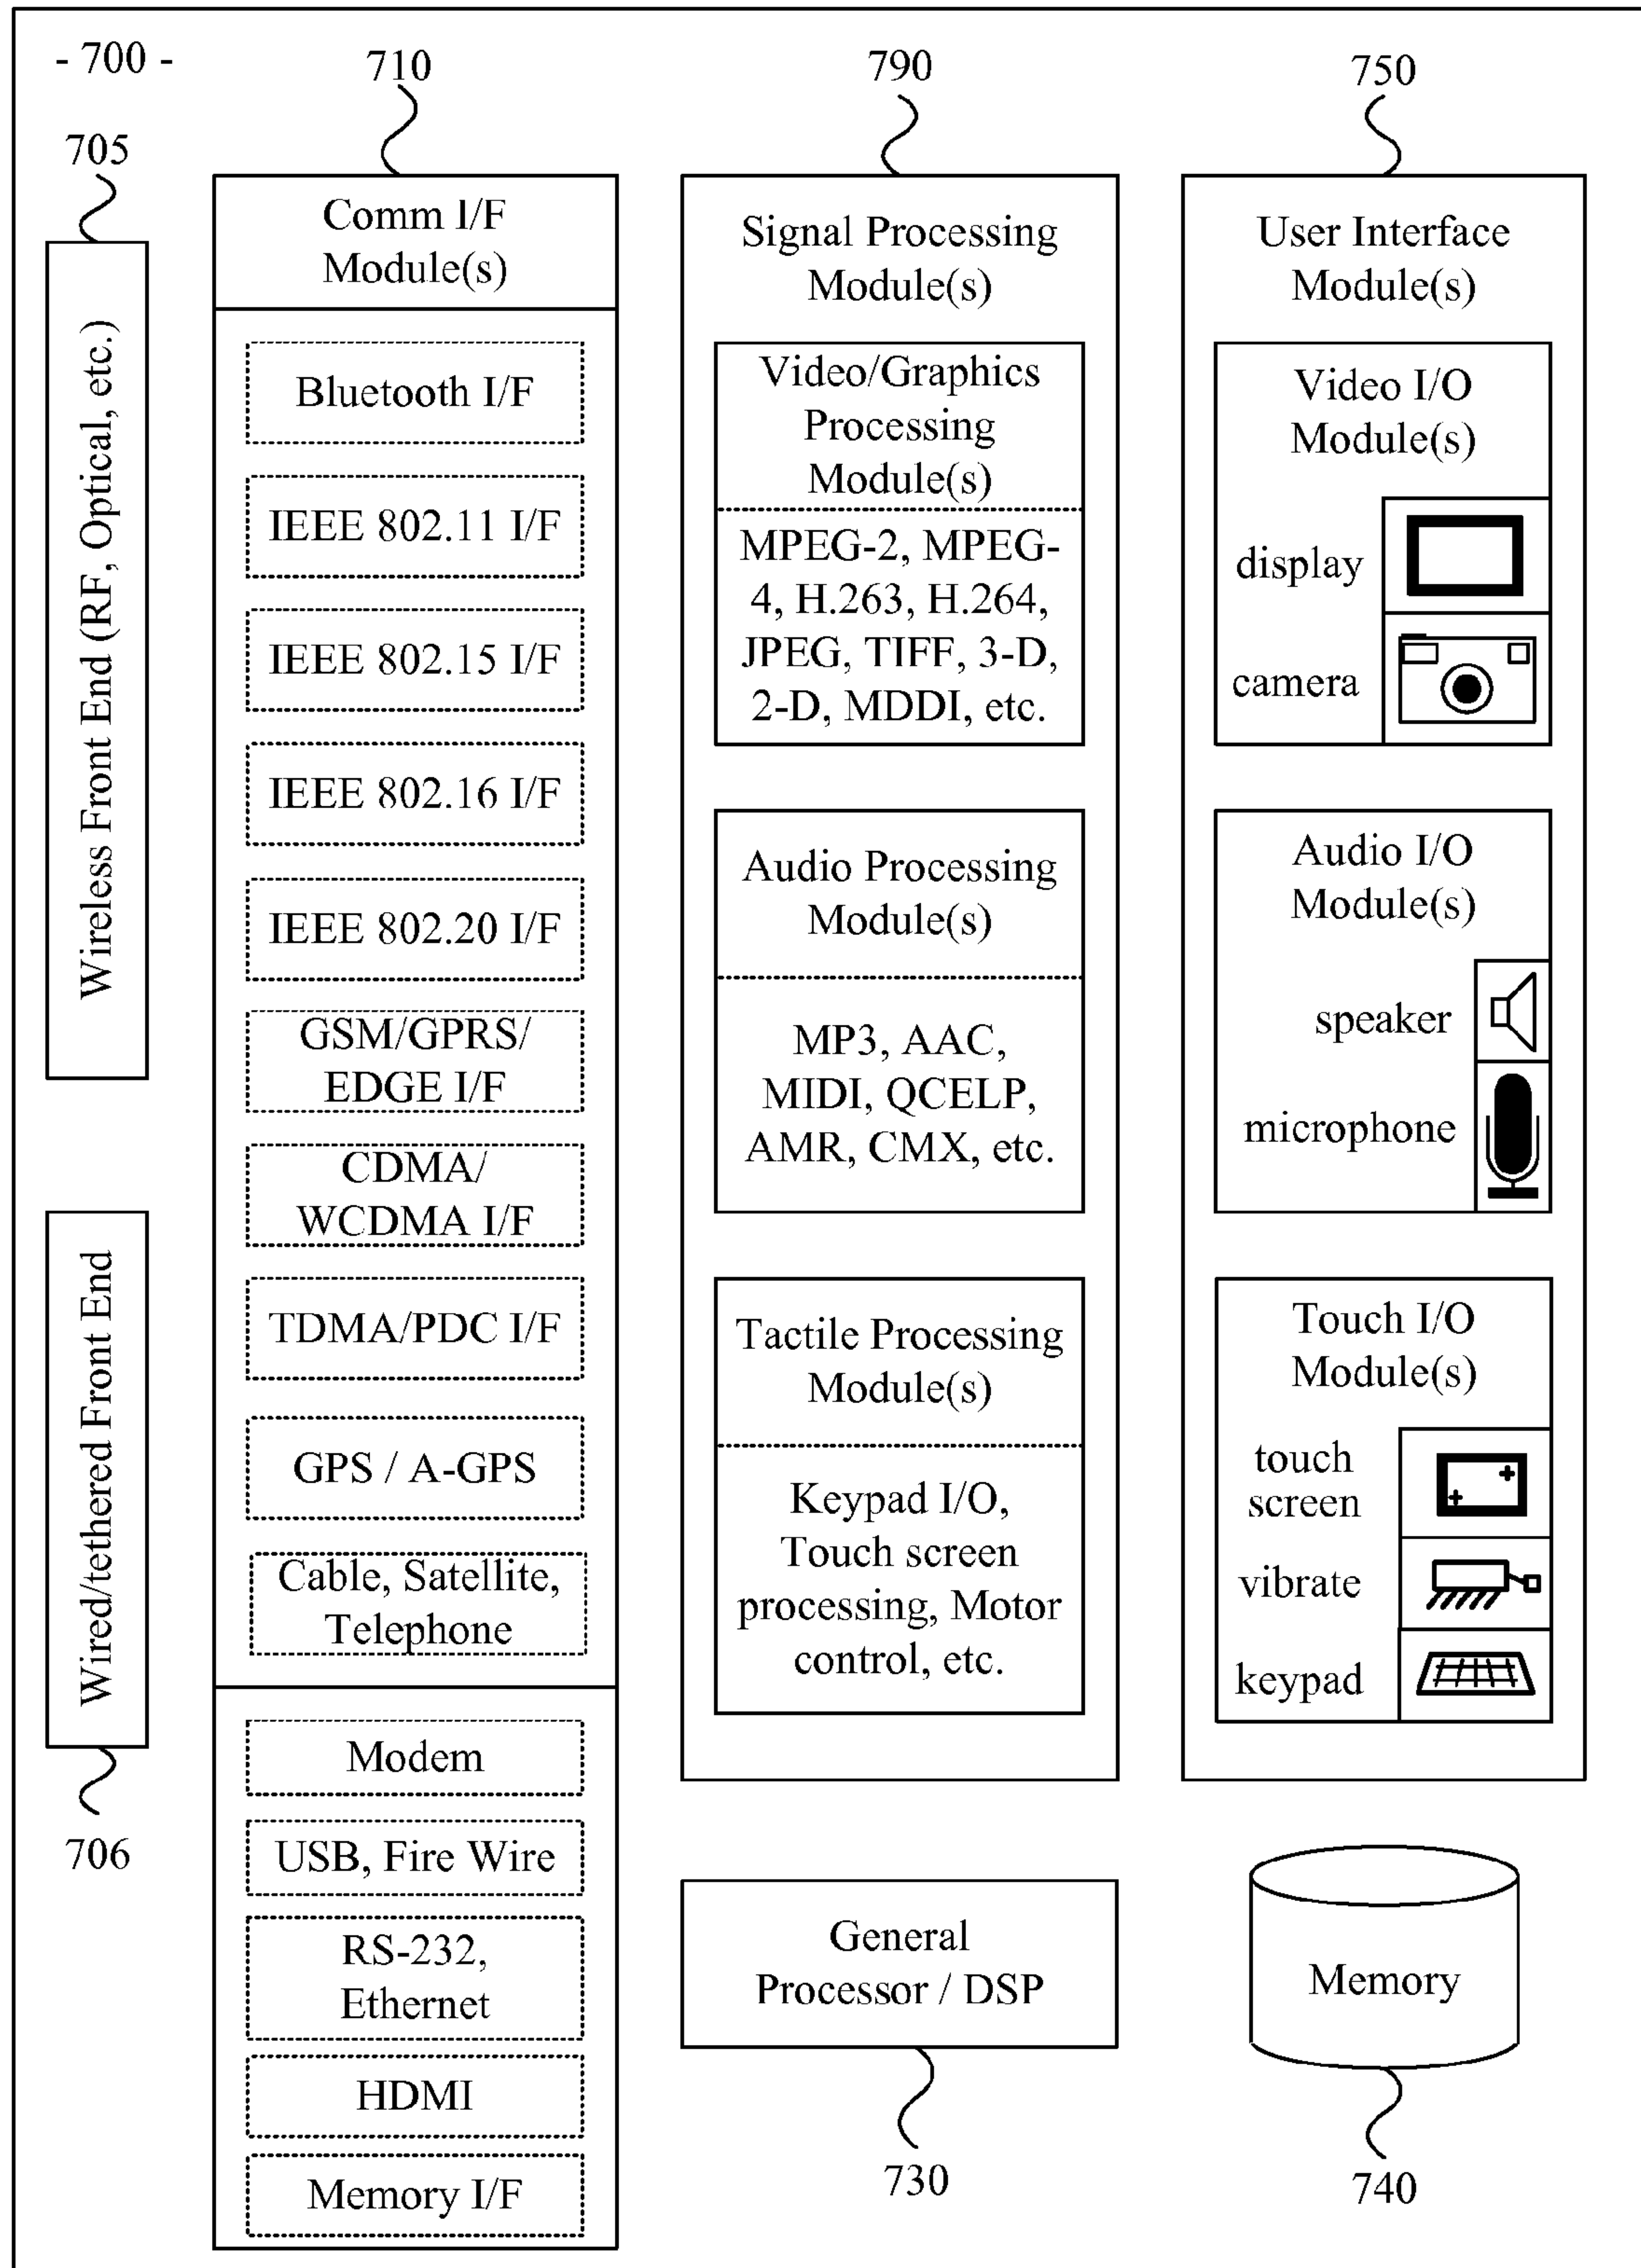 - 700 -
705
Wireless Front End (RF, Optical, etc.)
Wired/tethered Front End
706
710
Comm I/F
Module(s)
Bluetooth I/F
IEEE 802.11 I/F
IEEE 802.15 I/F
IEEE 802.16 I/F
IEEE 802.20 I/F
GSM/GPRS/
EDGE I/F
CDMA/
WCDMA I/F
TDMA/PDC I/F
GPS / A-GPS
Cable, Satellite,
Telephone
Modem
USB, Fire Wire
RS-232,
Ethernet
HDMI
Memory I/F
790
Signal Processing
Module(s)
Video/Graphics
Processing
Module(s)
MPEG-2, MPEG-
4, H.263, H.264,
JPEG, TIFF, 3-D,
2-D, MDDI, etc.
Audio Processing
Module(s)
MP3, AAC,
MIDI, QCELP,
AMR, CMX, etc.
Tactile Processing
Module(s)
Keypad I/O,
Touch screen
processing, Motor
control, etc.
General
Processor / DSP
730
750
User Interface
Module(s)
Video I/O
Module(s)
display
camera
Audio I/O
Module(s)
speaker
microphone
Touch I/O
Module(s)
touch
screen
vibrate
keypad
Memory
740